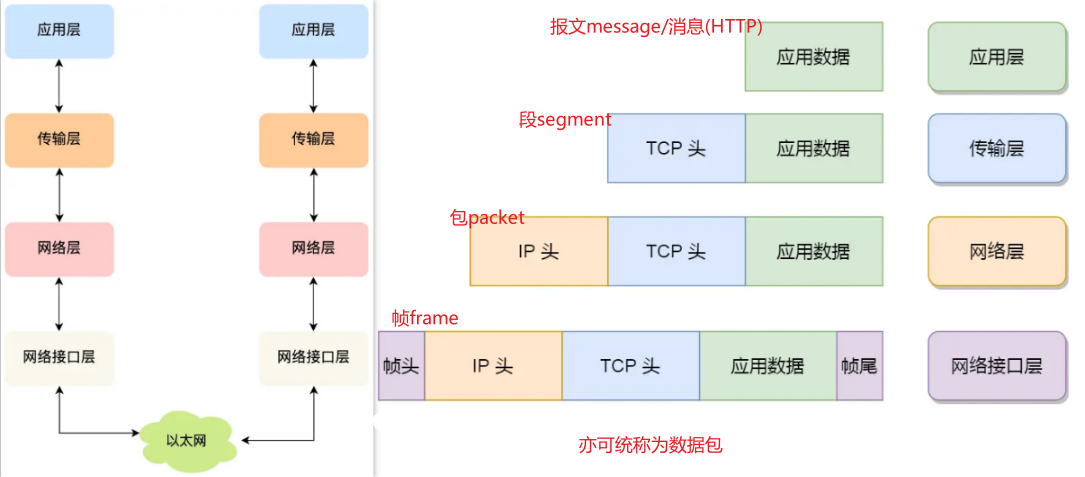 应用层
应用层
传输层
传输层
网络层
网络层
网络接口层
网络接口层
以太网
报文message/消息(HTTP)
应用数据
应用层
段segment
TCP 头
应用数据
传输层
包packet
IP 头
TCP 头
应用数据
网络层
帧frame
帧头
IP 头
TCP 头
应用数据
帧尾
网络接口层
亦可统称为数据包